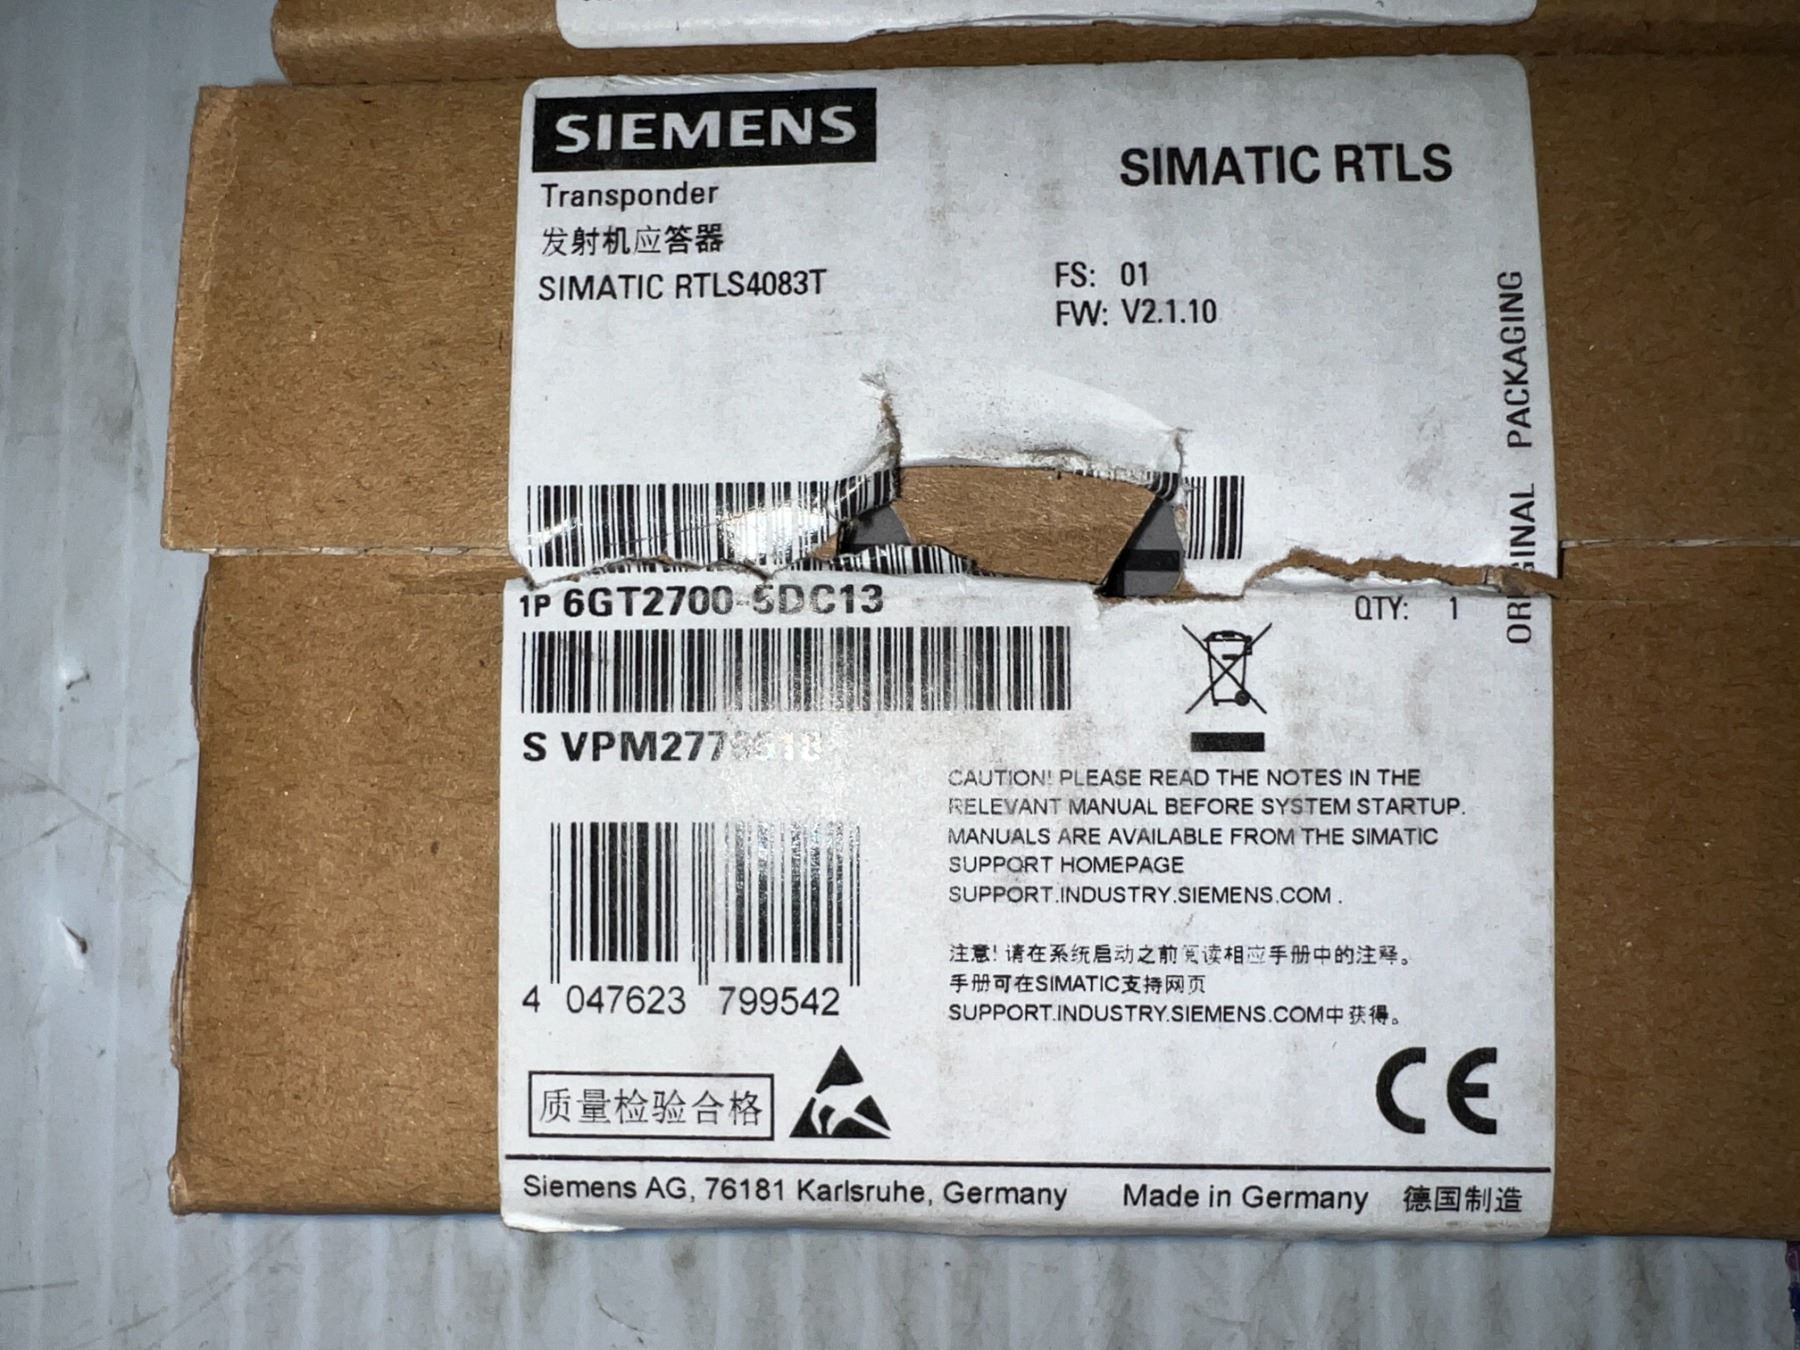 SIEMENS
SIMATIC RTLS
Transponder
发射机应答器
SIMATIC RTLS4083T
FS: 01
FW: V2.1.10
ORIGINAL PACKAGING
1P 6GT2700-5DC13
QTY: 1
S
CAUTION! PLEASE READ THE NOTES IN THE
RELEVANT MANUAL BEFORE SYSTEM STARTUP.
MANUALS ARE AVAILABLE FROM THE SIMATIC
SUPPORT HOMEPAGE
SUPPORT.INDUSTRY.SIEMENS.COM .
注意! 请在系统启动之前阅读相应手册中的注释。
手册可在SIMATIC支持网页
SUPPORT.INDUSTRY.SIEMENS.COM中获得。
4 047623 799542
质量检验合格
CE
Siemens AG, 76181 Karlsruhe, Germany
Made in Germany 德国制造